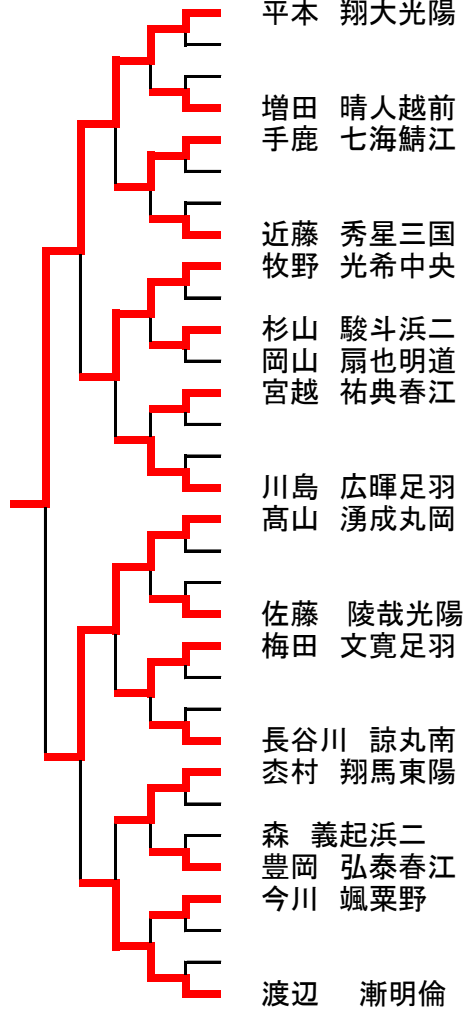 平本 翔大光陽
増田 晴人越前
手鹿 七海鯖江
近藤 秀星三国
牧野 光希中央
杉山 駿斗浜二
岡山 扇也明道
宮越 祐典春江
川島 広暉足羽
髙山 湧成丸岡
佐藤 陵哉光陽
梅田 文寛足羽
長谷川 諒丸南
枩村 翔馬東陽
森 義起浜二
豊岡 弘泰春江
今川 颯粟野
渡辺 漸明倫